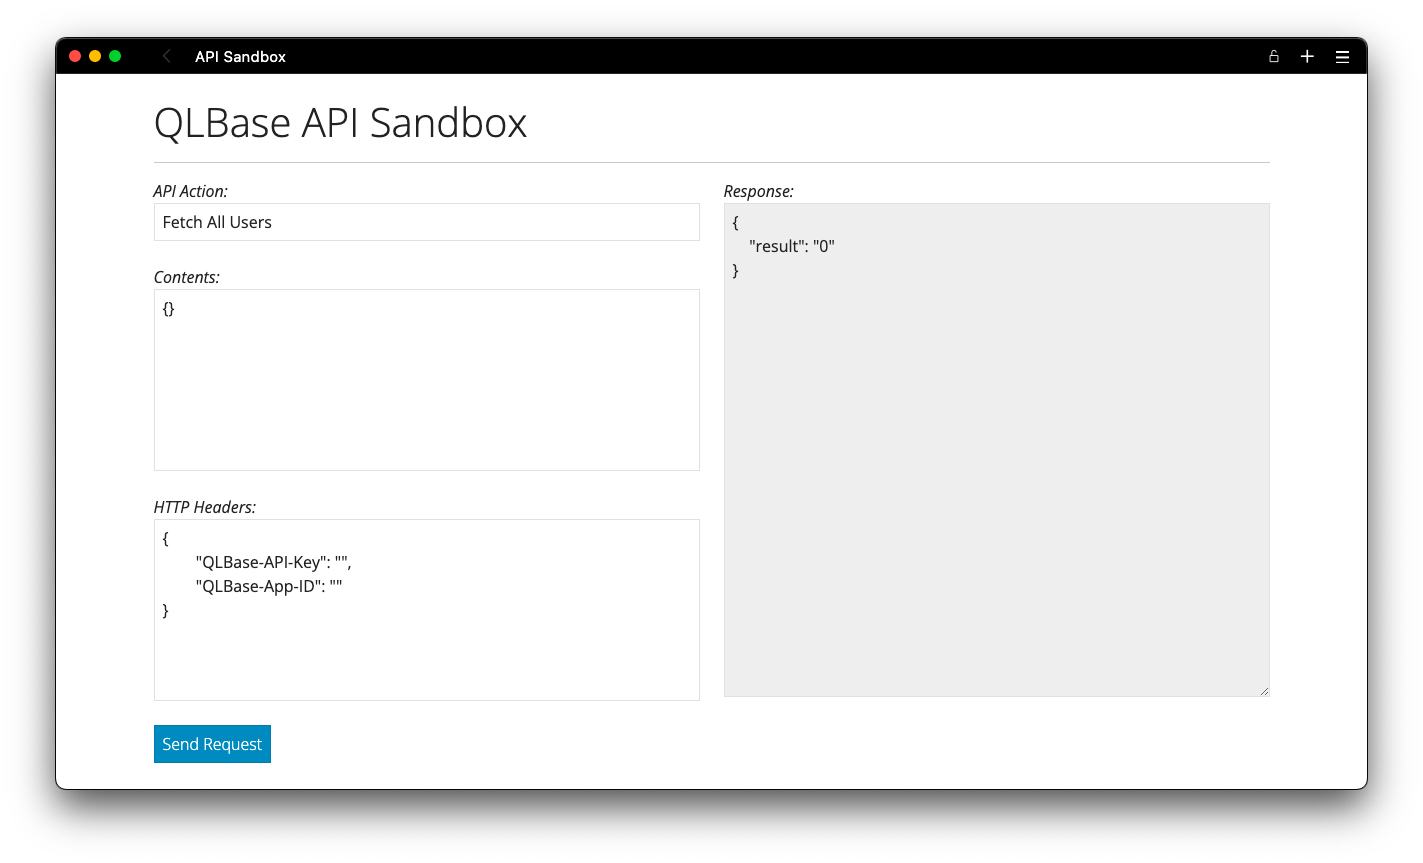 API Sandbox
QLBase API Sandbox
API Action:
Fetch All Users
Contents:
{}
HTTP Headers:
{
"QLBase-API-Key": "",
"QLBase-App-ID": ""
}
Send Request
Response:
{
"result": "0"
}